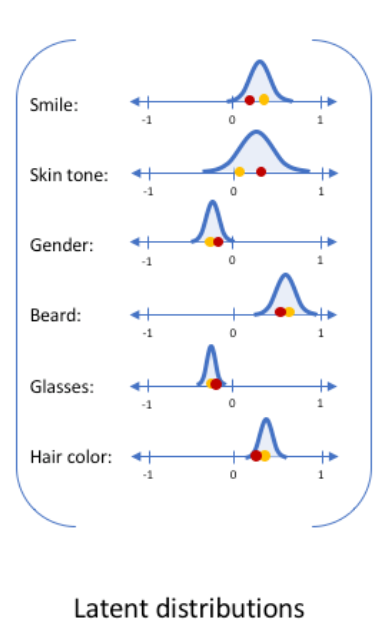 Smile:
-1 0 1
Skin tone:
-1 0 1
Gender:
-1 0 1
Beard:
-1 0 1
Glasses:
-1 0 1
Hair color:
-1 0 1
Latent distributions